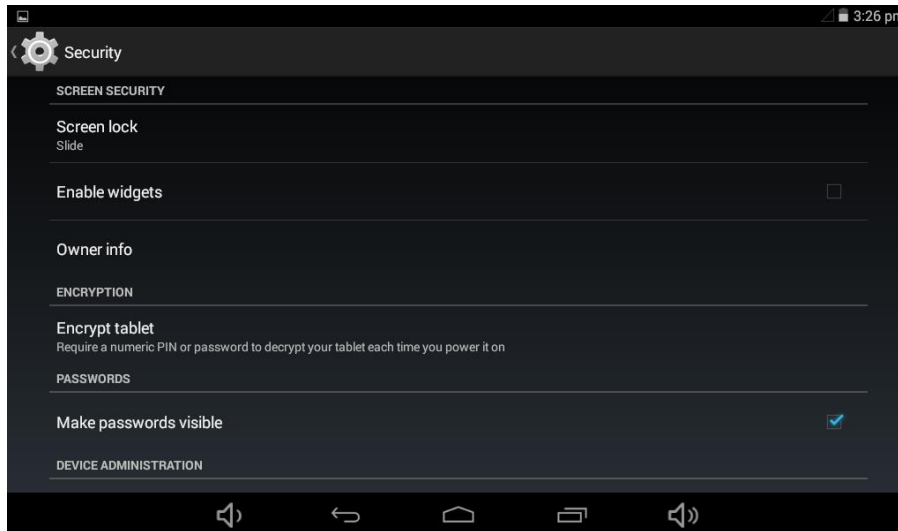 3:26 pm
Security
SCREEN SECURITY
Screen lock
Slide
Enable widgets
Owner info
ENCRYPTION
Encrypt tablet
Require a numeric PIN or password to decrypt your tablet each time you power it on
PASSWORDS
Make passwords visible
DEVICE ADMINISTRATION